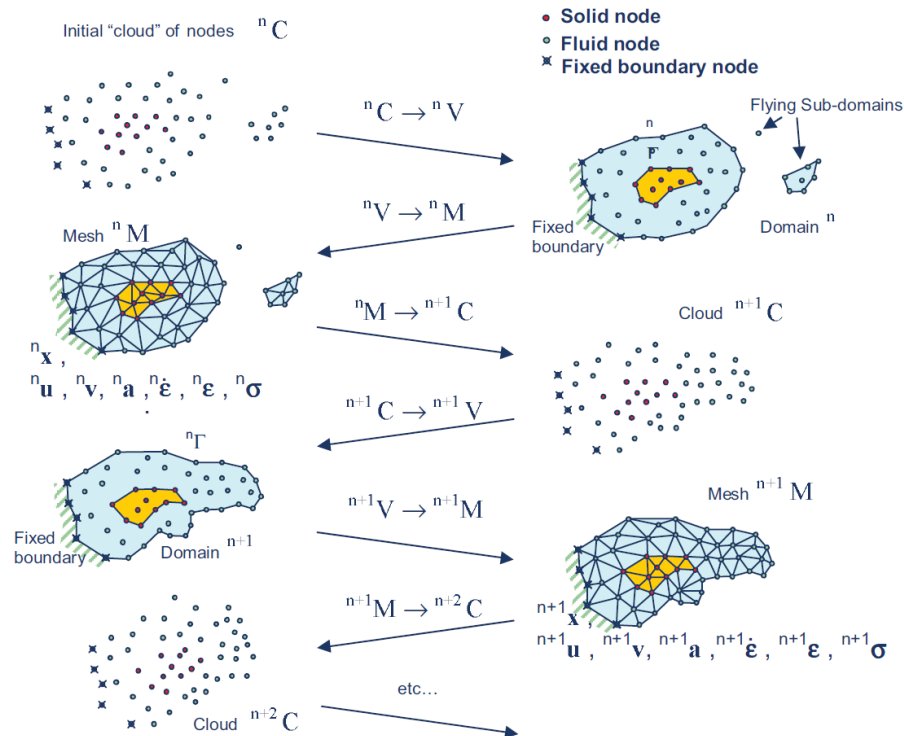 Initial “cloud” of nodes ⁿC
Solid node
Fluid node
Fixed boundary node
ⁿC → ⁿV
Flying Sub-domains
n
Γ
Fixed
boundary
Domain ⁿ
ⁿV → ⁿM
Mesh ⁿM
ⁿM → ⁿ⁺¹C
Cloud ⁿ⁺¹C
ⁿx ,
ⁿu , ⁿv, ⁿa ,ⁿε̇ , ⁿε , ⁿσ
.
ⁿ⁺¹C → ⁿ⁺¹V
ⁿΓ
Fixed
boundary
Domain ⁿ⁺¹
ⁿ⁺¹V → ⁿ⁺¹M
Mesh ⁿ⁺¹M
ⁿ⁺¹M → ⁿ⁺²C
ⁿ⁺¹x ,
ⁿ⁺¹u , ⁿ⁺¹v, ⁿ⁺¹a ,ⁿ⁺¹ε̇ , ⁿ⁺¹ε , ⁿ⁺¹σ
Cloud ⁿ⁺²C
etc…